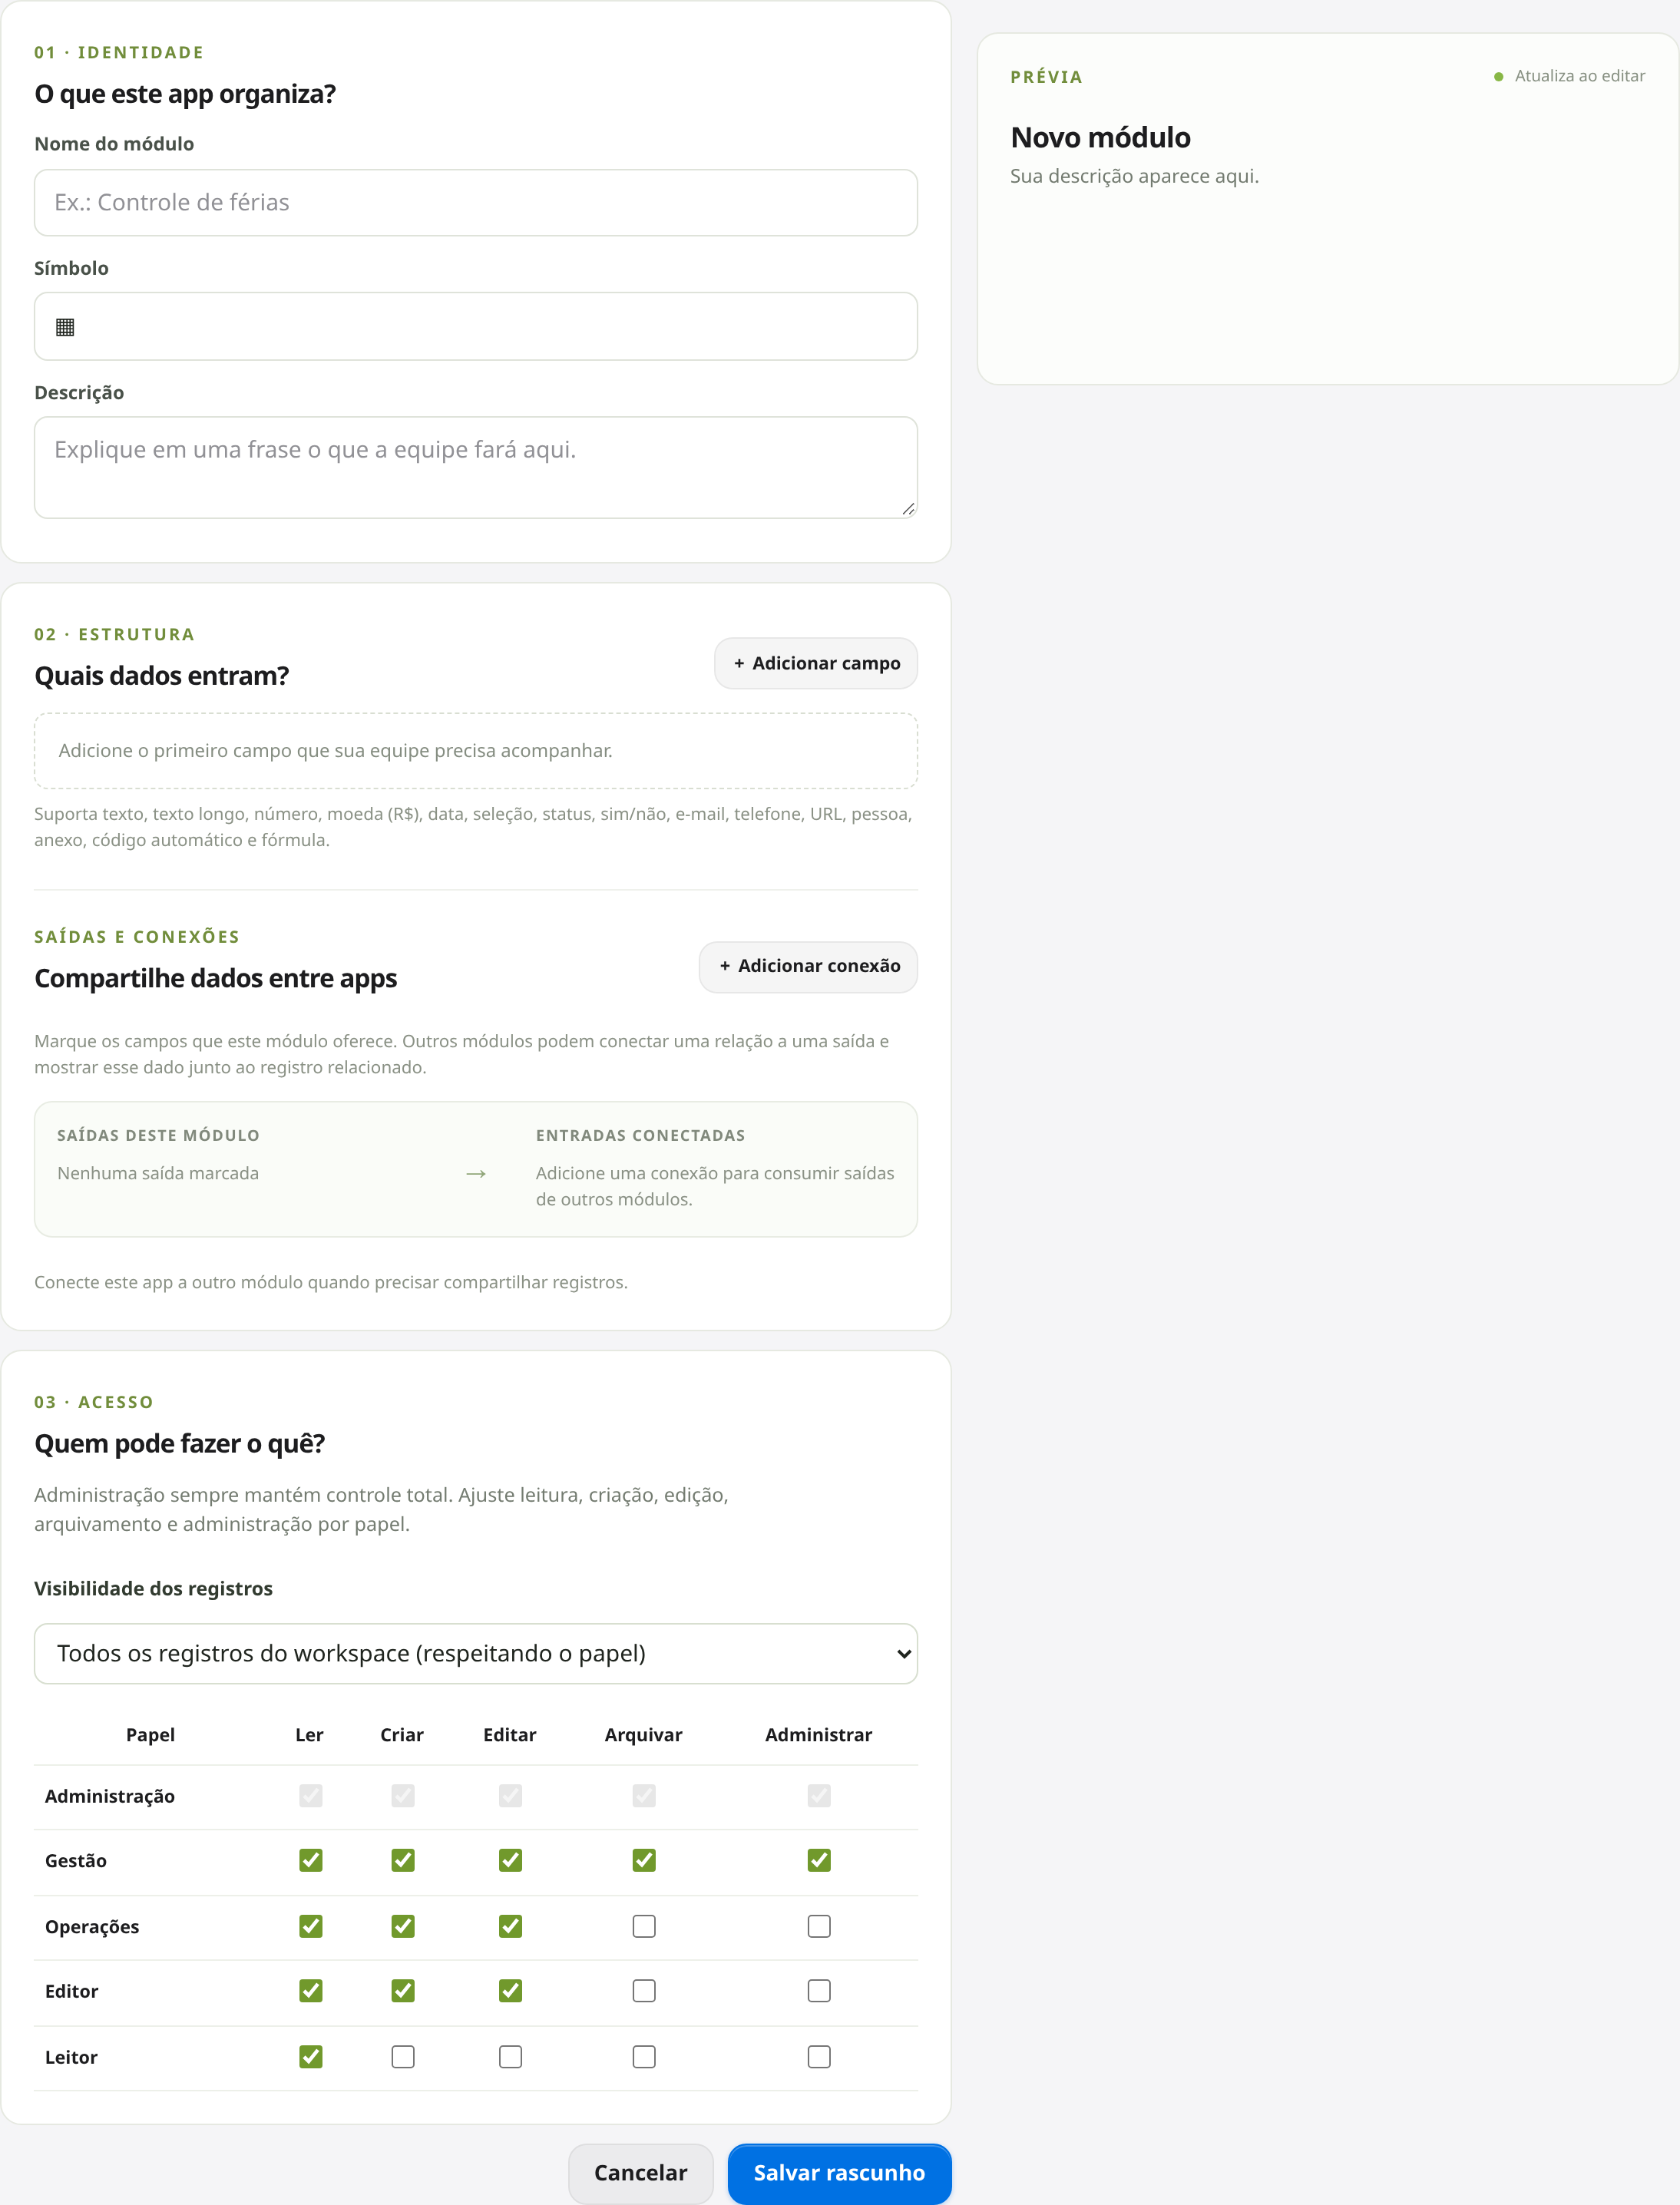 01 · IDENTIDADE
O que este app organiza?
Nome do módulo
Ex.: Controle de férias
Símbolo
▦
Descrição
Explique em uma frase o que a equipe fará aqui.
02 · ESTRUTURA
Quais dados entram?
+ Adicionar campo
Adicione o primeiro campo que sua equipe precisa acompanhar.
Suporta texto, texto longo, número, moeda (R$), data, seleção, status, sim/não, e-mail, telefone, URL, pessoa,
anexo, código automático e fórmula.
SAÍDAS E CONEXÕES
Compartilhe dados entre apps
+ Adicionar conexão
Marque os campos que este módulo oferece. Outros módulos podem conectar uma relação a uma saída e
mostrar esse dado junto ao registro relacionado.
SAÍDAS DESTE MÓDULO
Nenhuma saída marcada
→
ENTRADAS CONECTADAS
Adicione uma conexão para consumir saídas
de outros módulos.
Conecte este app a outro módulo quando precisar compartilhar registros.
03 · ACESSO
Quem pode fazer o quê?
Administração sempre mantém controle total. Ajuste leitura, criação, edição,
arquivamento e administração por papel.
Visibilidade dos registros
Todos os registros do workspace (respeitando o papel)
Papel Ler Criar Editar Arquivar Administrar
Administração
Gestão
Operações
Editor
Leitor
Cancelar
Salvar rascunho
PRÉVIA
Atualiza ao editar
Novo módulo
Sua descrição aparece aqui.